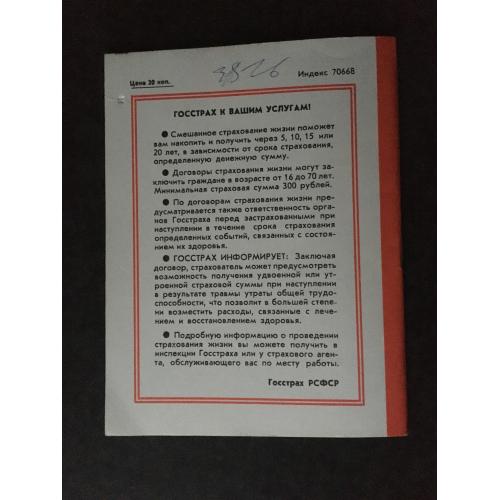 Цена 20 коп.
Индекс 70668
ГОССТРАХ К ВАШИМ УСЛУГАМ!
● Смешанное страхование жизни поможет
вам накопить и получить через 5, 10, 15 или
20 лет, в зависимости от срока страхования,
определенную денежную сумму.
● Договоры страхования жизни могут за-
ключить граждане в возрасте от 16 до 70 лет.
Минимальная страховая сумма 300 рублей.
● По договорам страхования жизни пре-
дусматривается также ответственность орга-
нов Госстраха перед застрахованными при
наступлении в течение срока страхования
определенных событий, связанных с состоя-
нием их здоровья.
● ГОССТРАХ ИНФОРМИРУЕТ: Заключая
договор, страхователь может предусмотреть
возможность получения удвоенной или ут-
роенной страховой суммы при наступлении
в результате травмы утраты общей трудо-
способности, что позволит в большей степе-
ни возместить расходы, связанные с лече-
нием и восстановлением здоровья.
● Подробную информацию о проведении
страхования жизни вы можете получить в
инспекции Госстраха или у страхового аген-
та, обслуживающего вас по месту работы.
Госстрах РСФСР